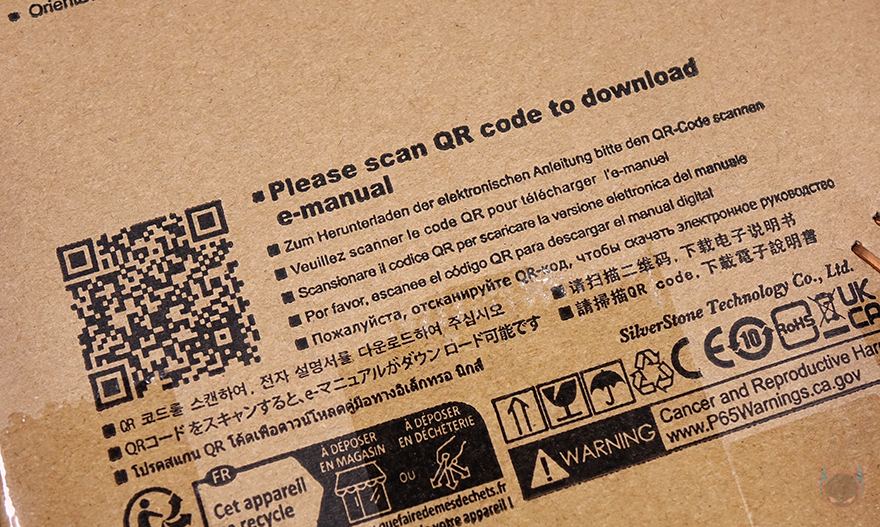 Please scan QR code to download
e-manual
Zum Herunterladen der elektronischen Anleitung bitte den QR-Code scannen
Veuillez scanner le code QR pour télécharger l'e-manuel
Scansionare il codice QR per scaricare la versione elettronica del manuale
Por favor, escanee el código QR para descargar el manual digital
Пожалуйста, отсканируйте QR-код, чтобы скачать электронное руководство
QR 코드를 스캔하여, 전자 설명서를 다운로드하여 주십시오
请扫描二维码, 下载电子说明书
QRコードをスキャンすると、e-マニュアルがダウンロード可能です
請掃描QR code, 下載電子說明書
โปรดสแกน QR โค้ดเพื่อดาวน์โหลดคู่มือทางอิเล็กทรอ นิกส์
SilverStone Technology Co., Ltd.
CE
10
RoHS
UK
CA
FR
Cet appareil
recycle
À DÉPOSER
EN MAGASIN
OU
À DÉPOSER
EN DÉCHÈTERIE
quefairedemesdechets.fr
votre appareil !
WARNING
Cancer and Reproductive
www.P65Warnings.ca.gov